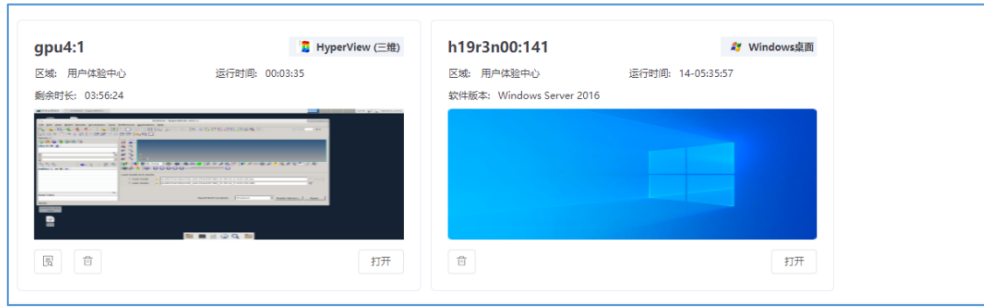 gpu4:1
HyperView (三维)
区域: 用户体验中心
运行时间: 00:03:35
剩余时长: 03:56:24
打开
h19r3n00:141
Windows桌面
区域: 用户体验中心
运行时间: 14-05:35:57
软件版本: Windows Server 2016
打开